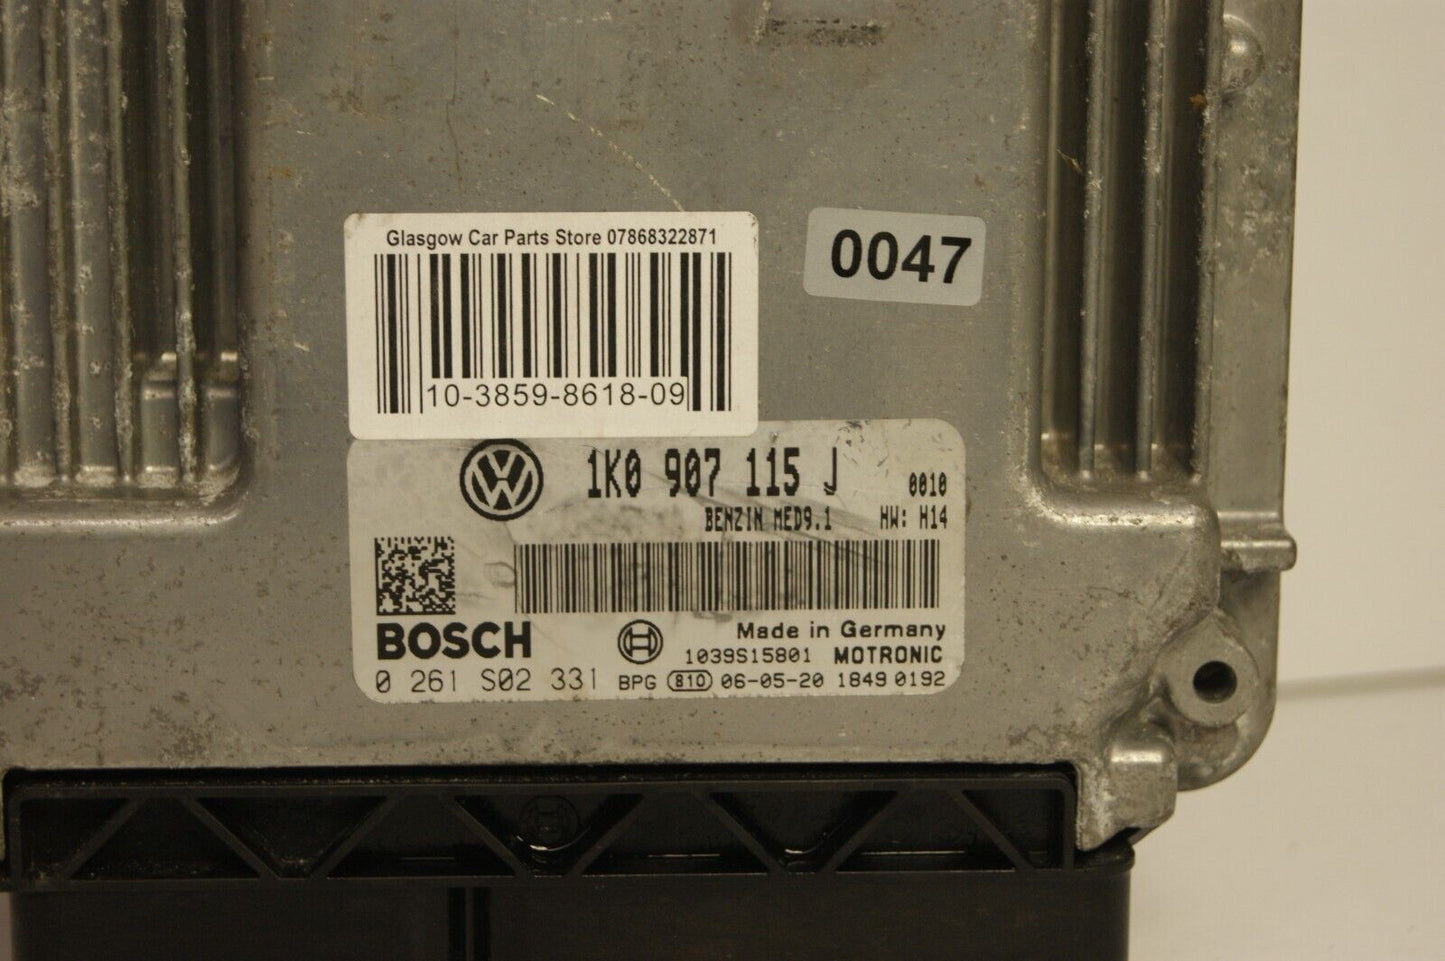 Glasgow Car Parts Store 07868322871
10-3859-8618-09
0047
1K0 907 115 J 0010
BENZIN MED9.1 HW: H14
BOSCH
Made in Germany
1039S15801 MOTRONIC
0 261 S02 331 BPG 810 06-05-20 1849 0192